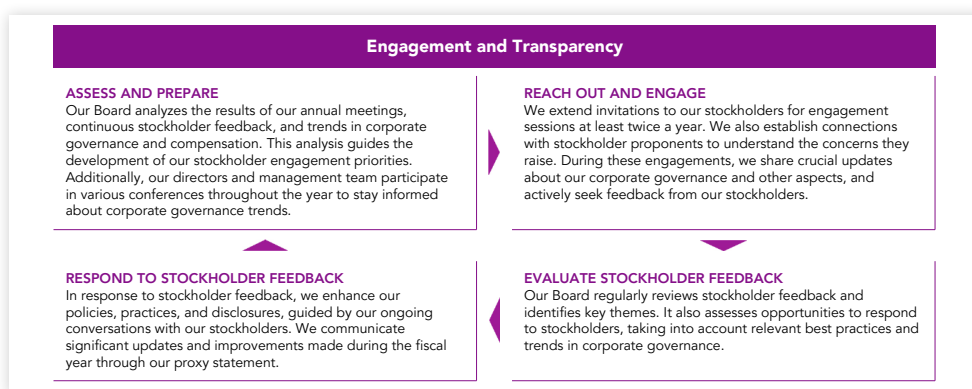 Engagement and Transparency
ASSESS AND PREPARE
Our Board analyzes the results of our annual meetings,
continuous stockholder feedback, and trends in corporate
governance and compensation. This analysis guides the
development of our stockholder engagement priorities.
Additionally, our directors and management team participate
in various conferences throughout the year to stay informed
about corporate governance trends.
REACH OUT AND ENGAGE
We extend invitations to our stockholders for engagement
sessions at least twice a year. We also establish connections
with stockholder proponents to understand the concerns they
raise. During these engagements, we share crucial updates
about our corporate governance and other aspects, and
actively seek feedback from our stockholders.
RESPOND TO STOCKHOLDER FEEDBACK
In response to stockholder feedback, we enhance our
policies, practices, and disclosures, guided by our ongoing
conversations with our stockholders. We communicate
significant updates and improvements made during the fiscal
year through our proxy statement.
EVALUATE STOCKHOLDER FEEDBACK
Our Board regularly reviews stockholder feedback and
identifies key themes. It also assesses opportunities to respond
to stockholders, taking into account relevant best practices and
trends in corporate governance.